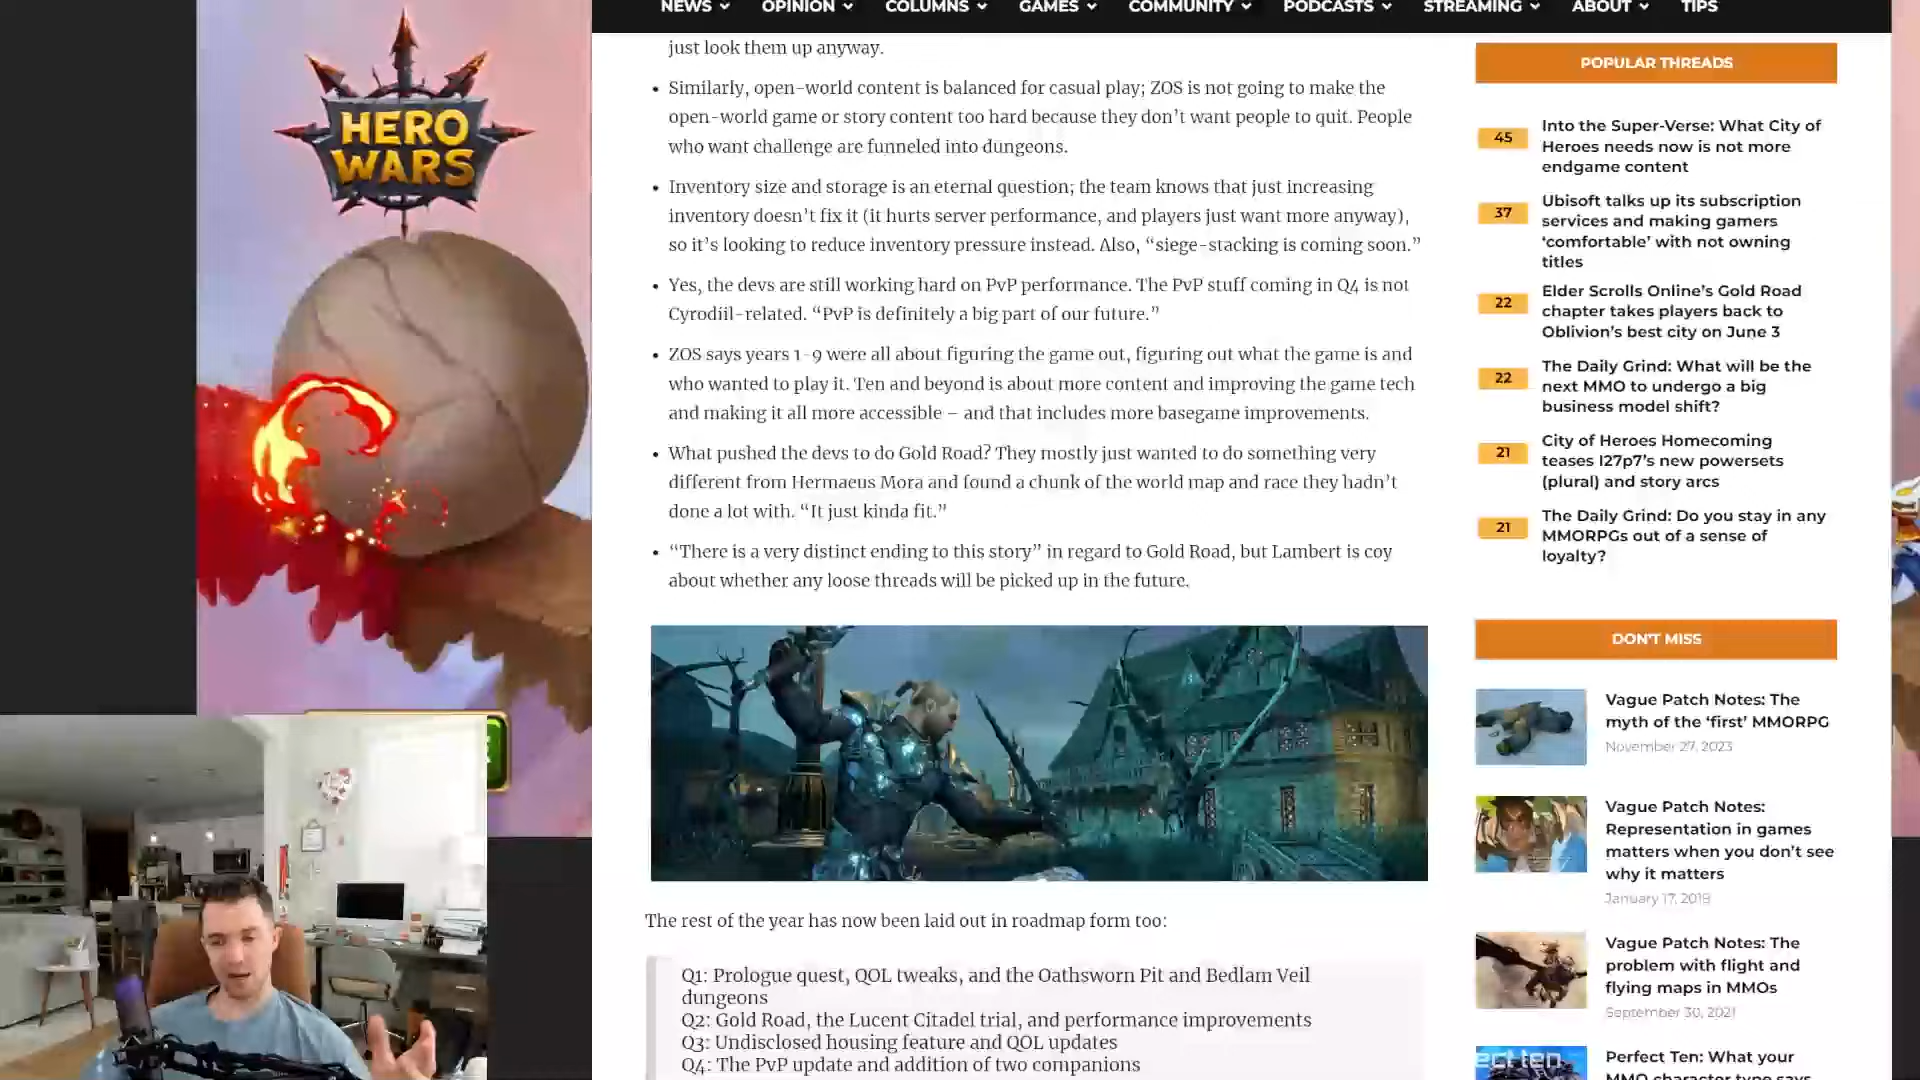 NEWS OPINION COLUMNS GAMES COMMUNITY PODCASTS STREAMING ABOUT TIPS
HERO
WARS
just look them up anyway.
• Similarly, open-world content is balanced for casual play; ZOS is not going to make the
open-world game or story content too hard because they don’t want people to quit. People
who want challenge are funneled into dungeons.
• Inventory size and storage is an eternal question; the team knows that just increasing
inventory doesn’t fix it (it hurts server performance, and players just want more anyway),
so it’s looking to reduce inventory pressure instead. Also, “siege-stacking is coming soon.”
• Yes, the devs are still working hard on PvP performance. The PvP stuff coming in Q4 is not
Cyrodiil-related. “PvP is definitely a big part of our future.”
• ZOS says years 1-9 were all about figuring the game out, figuring out what the game is and
who wanted to play it. Ten and beyond is about more content and improving the game tech
and making it all more accessible – and that includes more basegame improvements.
• What pushed the devs to do Gold Road? They mostly just wanted to do something very
different from Hermaeus Mora and found a chunk of the world map and race they hadn’t
done a lot with. “It just kinda fit.”
• “There is a very distinct ending to this story” in regard to Gold Road, but Lambert is coy
about whether any loose threads will be picked up in the future.
The rest of the year has now been laid out in roadmap form too:
Q1: Prologue quest, QOL tweaks, and the Oathsworn Pit and Bedlam Veil
dungeons
Q2: Gold Road, the Lucent Citadel trial, and performance improvements
Q3: Undisclosed housing feature and QOL updates
Q4: The PvP update and addition of two companions
POPULAR THREADS
45
Into the Super-Verse: What City of
Heroes needs now is not more
endgame content
37
Ubisoft talks up its subscription
services and making gamers
‘comfortable’ with not owning
titles
22
Elder Scrolls Online’s Gold Road
chapter takes players back to
Oblivion’s best city on June 3
22
The Daily Grind: What will be the
next MMO to undergo a big
business model shift?
21
City of Heroes Homecoming
teases I27p7’s new powersets
(plural) and story arcs
21
The Daily Grind: Do you stay in any
MMORPGs out of a sense of
loyalty?
DON'T MISS
Vague Patch Notes: The
myth of the ‘first’ MMORPG
November 27, 2023
Vague Patch Notes:
Representation in games
matters when you don’t see
why it matters
January 17, 2019
Vague Patch Notes: The
problem with flight and
flying maps in MMOs
September 30, 2021
Perfect Ten: What your